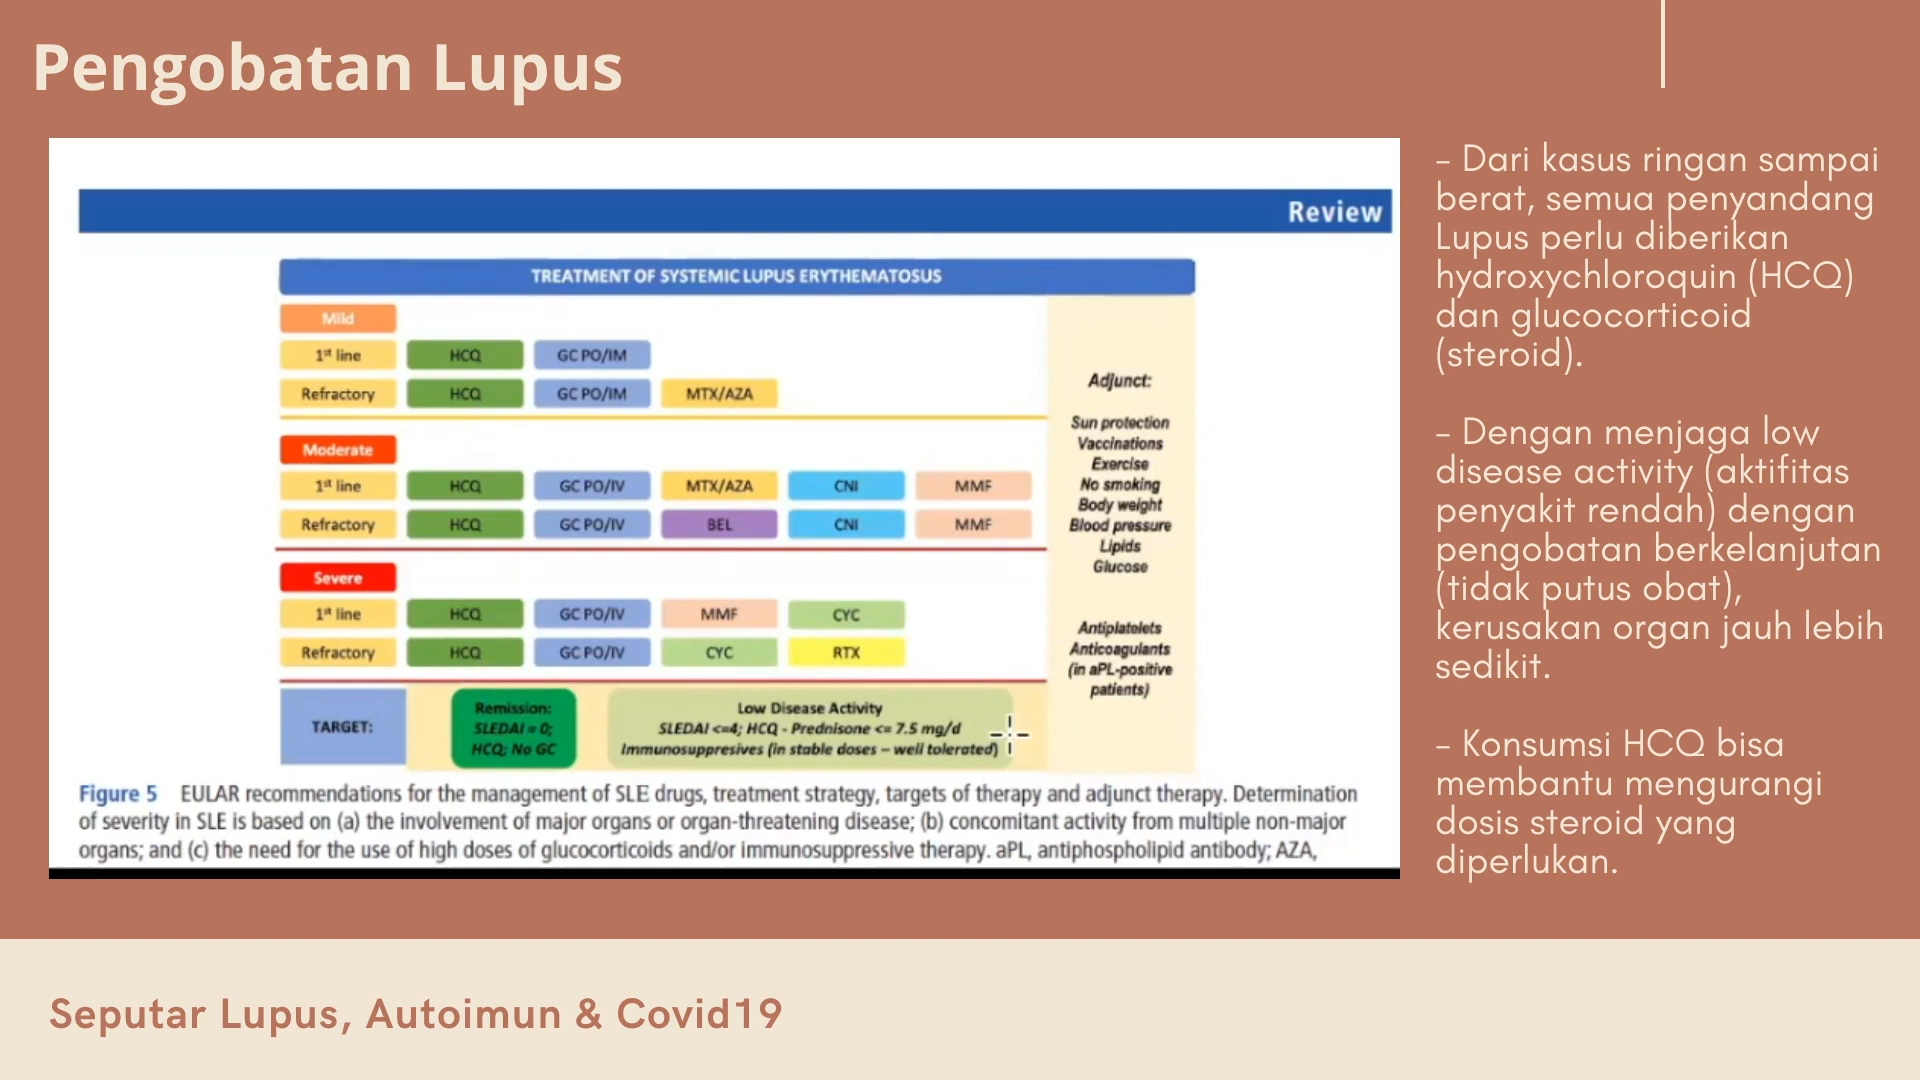 Pengobatan Lupus
Review
TREATMENT OF SYSTEMIC LUPUS ERYTHEMATOSUS
Mild
1st line HCQ GC PO/IM
Refractory HCQ GC PO/IM MTX/AZA
Moderate
1st line HCQ GC PO/IV MTX/AZA CNI MMF
Refractory HCQ GC PO/IV BEL CNI MMF
Severe
1st line HCQ GC PO/IV MMF CYC
Refractory HCQ GC PO/IV CYC RTX
TARGET:
Remission:
SLEDAI = 0;
HCQ; No GC
Low Disease Activity
SLEDAI <=4; HCQ - Prednisone <= 7.5 mg/d
Immunosuppresives (in stable doses – well tolerated)
Adjunct:
Sun protection
Vaccinations
Exercise
No smoking
Body weight
Blood pressure
Lipids
Glucose
Antiplatelets
Anticoagulants
(in aPL-positive
patients)
Figure 5 EULAR recommendations for the management of SLE drugs, treatment strategy, targets of therapy and adjunct therapy. Determination
of severity in SLE is based on (a) the involvement of major organs or organ-threatening disease; (b) concomitant activity from multiple non-major
organs; and (c) the need for the use of high doses of glucocorticoids and/or immunosuppressive therapy. aPL, antiphospholipid antibody; AZA,
- Dari kasus ringan sampai
berat, semua penyandang
Lupus perlu diberikan
hydroxychloroquin (HCQ)
dan glucocorticoid
(steroid).
- Dengan menjaga low
disease activity (aktifitas
penyakit rendah) dengan
pengobatan berkelanjutan
(tidak putus obat),
kerusakan organ jauh lebih
sedikit.
- Konsumsi HCQ bisa
membantu mengurangi
dosis steroid yang
diperlukan.
Seputar Lupus, Autoimun & Covid19